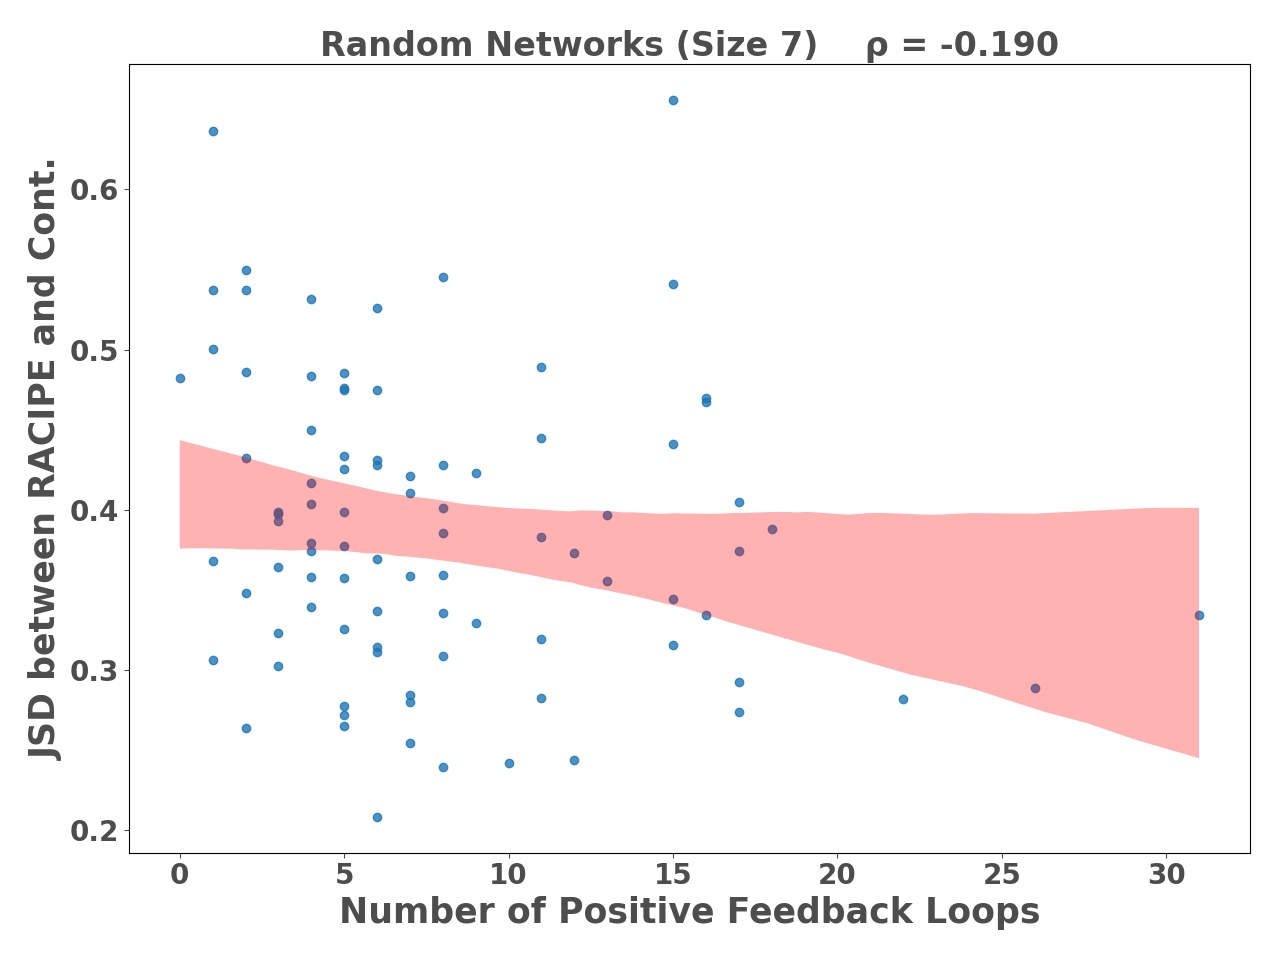 Random Networks (Size 7)    ρ = -0.190
JSD between RACIPE and Cont.
0.6
0.5
0.4
0.3
0.2
0 5 10 15 20 25 30
Number of Positive Feedback Loops